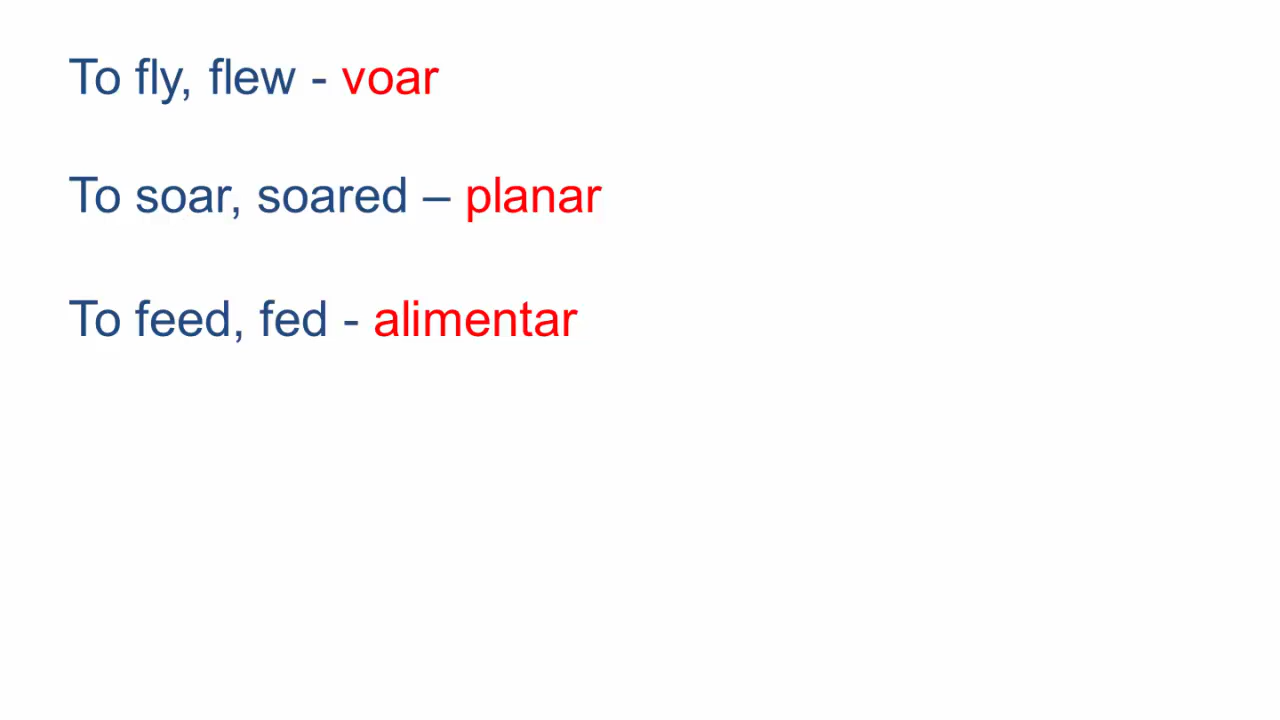 To fly, flew - voar
To soar, soared – planar
To feed, fed - alimentar